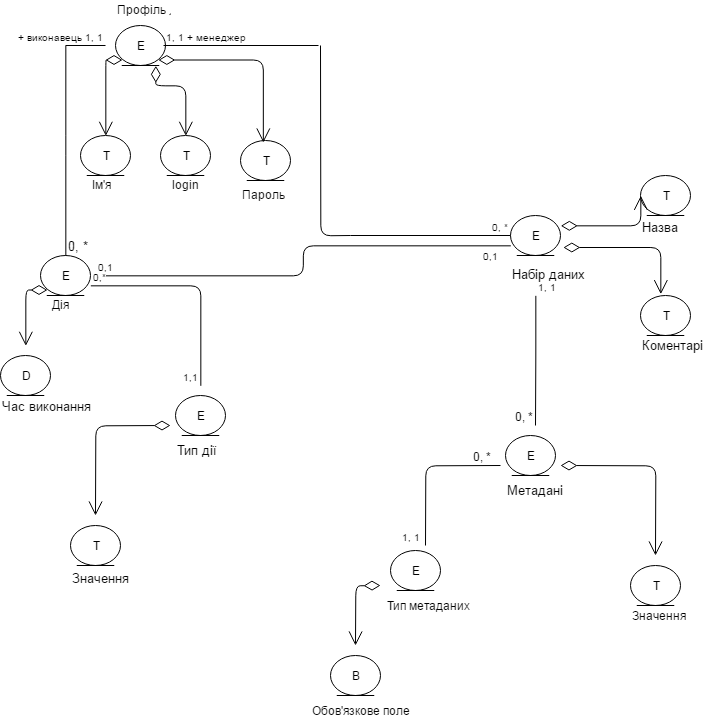 Профіль,
+ виконавець 1, 1
E
1, 1 + менеджер
T
T
T
Ім'я
login
Пароль
T
Назва
0, *
E
0,1
Набір даних
1, 1
0, *
E
0,1
0,*
Дія
T
Коментарі
D
Час виконання
1,1
E
Тип дії
0, *
0, *
E
Метадані
T
Значення
1, 1
E
Тип метаданих
T
Значення
B
Обов'язкове поле